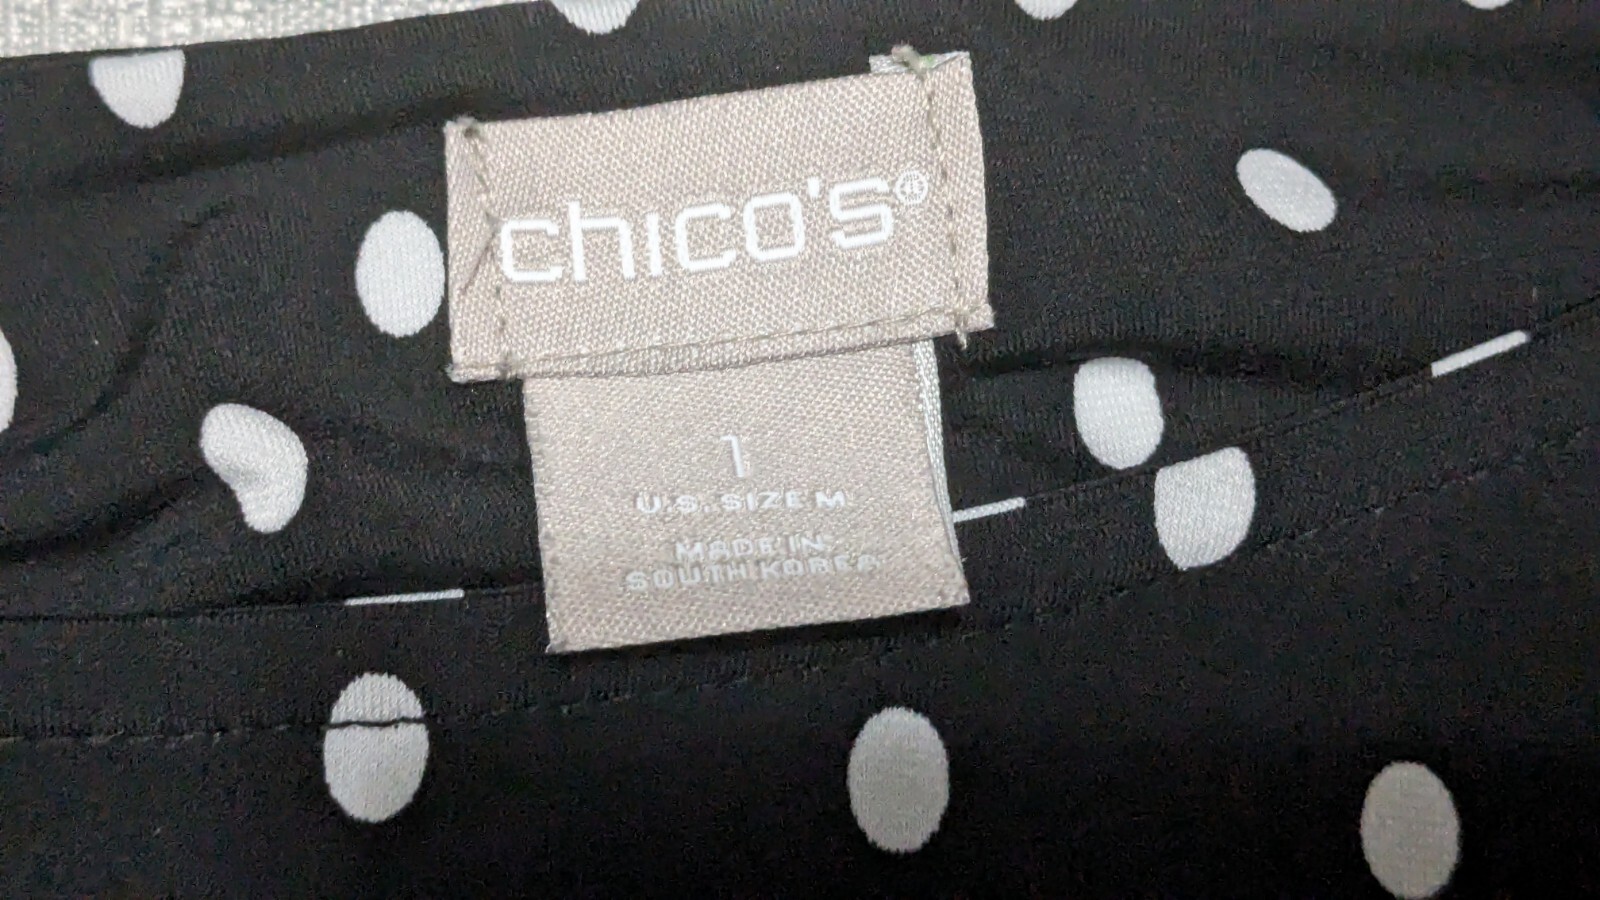 chico's®
1
U.S. SIZE M
MADE IN
SOUTH KOREA